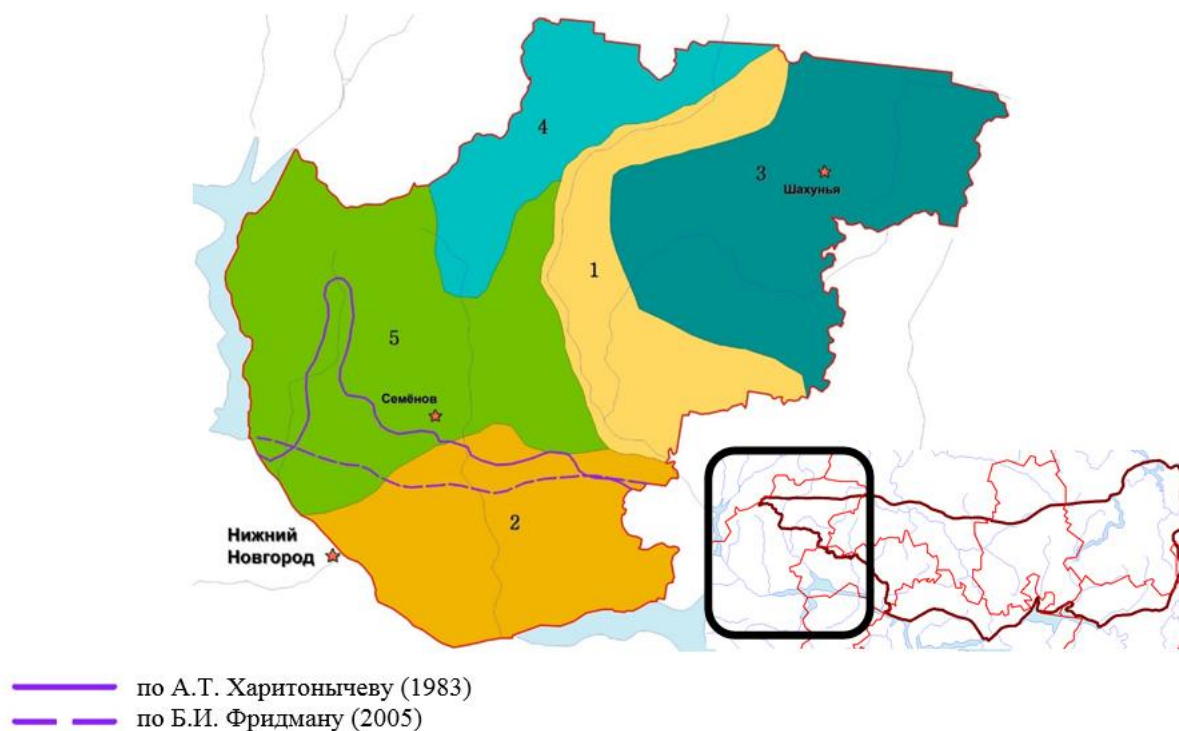 4
3
Шахунья
1
5
Семёнов
2
Нижний
Новгород
по А.Т. Харитонычеву (1983)
по Б.И. Фридману (2005)